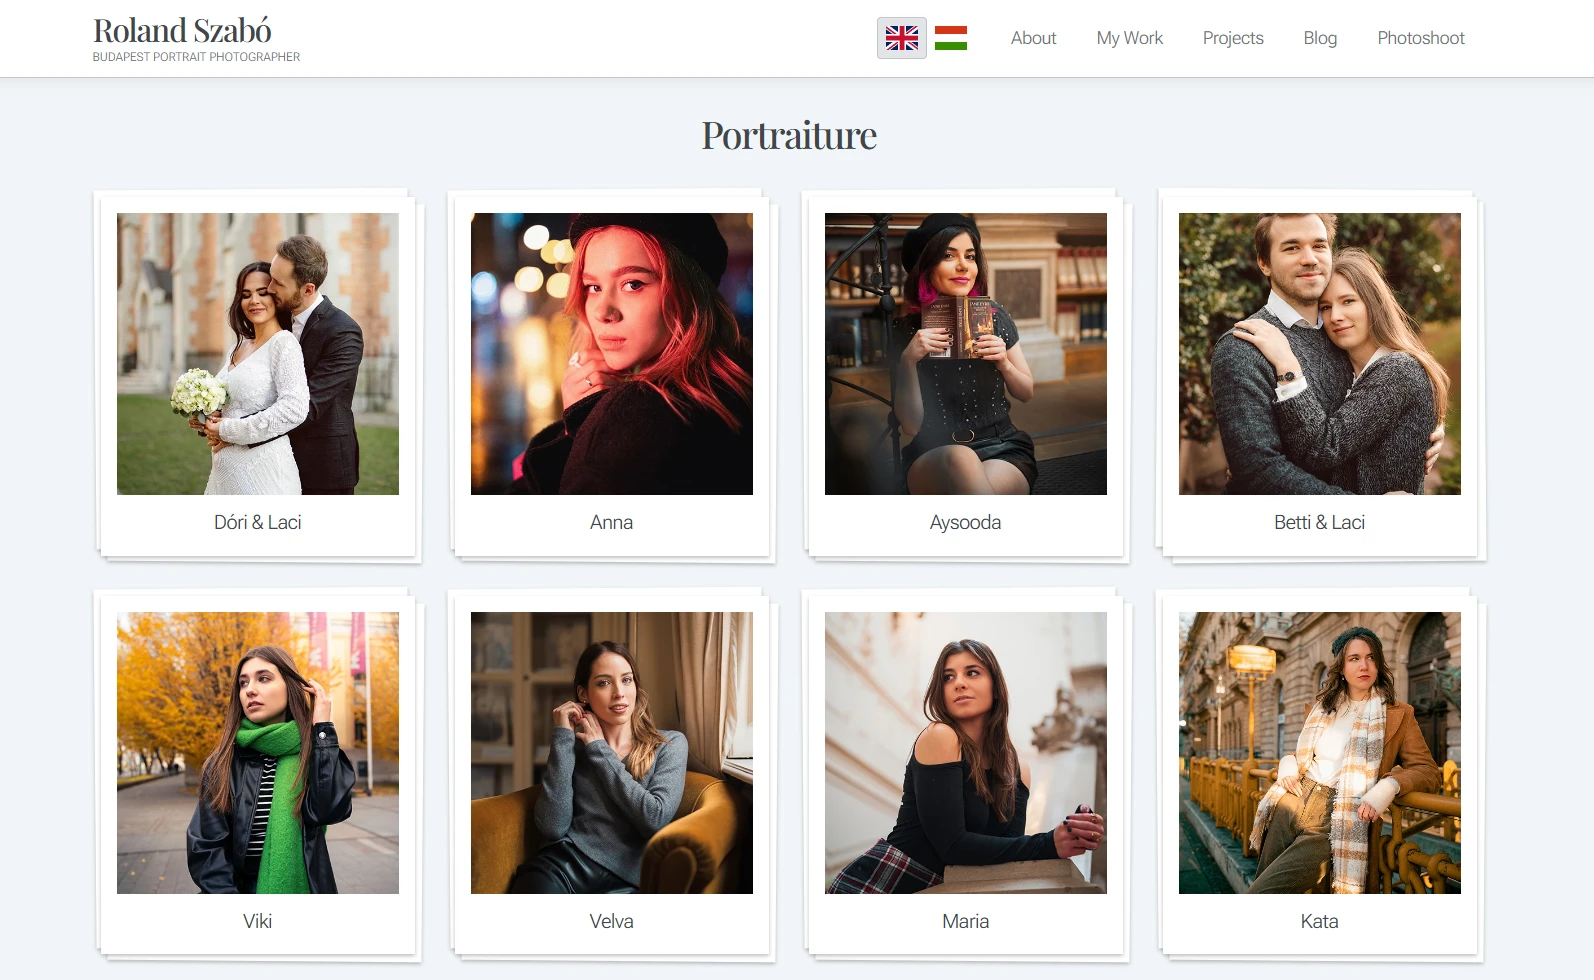 Roland Szabó
BUDAPEST PORTRAIT PHOTOGRAPHER
About
My Work
Projects
Blog
Photoshoot
Portraiture
Dóri & Laci
Anna
Aysooda
Betti & Laci
Viki
Velva
Maria
Kata